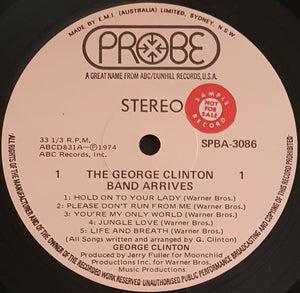 MADE BY E.M.I. (AUSTRALIA) LIMITED, SYDNEY, N.S.W.
PROBE
A GREAT NAME FROM ABC/DUNHILL RECORDS, U.S.A.
STEREO
SAMPLE
NOT
FOR
SALE
RECORD
33 1/3 R.P.M.
ABCD831A—Ⓟ1974
ABC Records, Inc.
SPBA-3086
1 THE GEORGE CLINTON 1
BAND ARRIVES
1: HOLD ON TO YOUR LADY (Warner Bros.)
2: PLEASE DON'T RUN FROM ME (Warner Bros.)
3: YOU'RE MY ONLY WORLD (Warner Bros.)
4: JUNGLE LOVE (Warner Bros.)
5: LIFE AND BREATH (Warner Bros.)
(All Songs written and arranged by G. Clinton)
GEORGE CLINTON
Produced by Jerry Fuller for Moonchild
Productions Inc. for Warner Bros.
Music Productions
ALL RIGHTS OF THE MANUFACTURER AND OF THE OWNER OF THE RECORDED WORK RESERVED UNAUTHORISED PUBLIC PERFORMANCE BROADCASTING AND COPYING OF THIS RECORD PROHIBITED